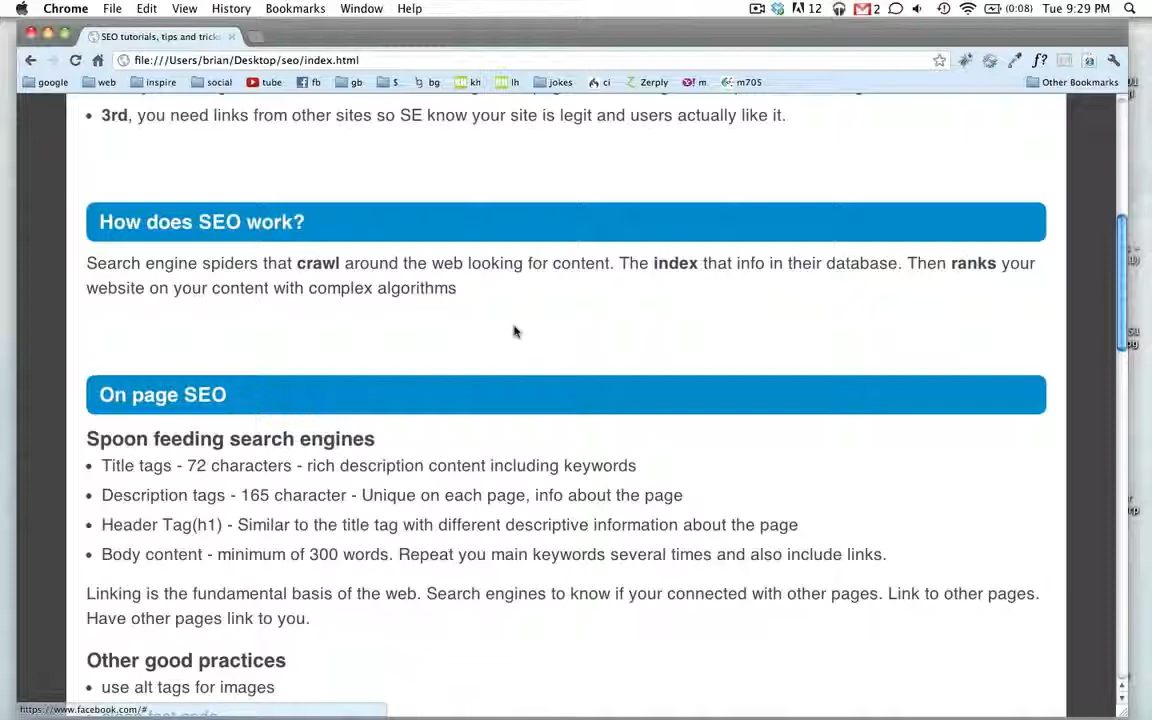 Chrome File Edit View History Bookmarks Window Help 12 2 (0:08) Tue 9:29 PM
SEO tutorials, tips and trick
file:///Users/brian/Desktop/seo/index.html
google web inspire social tube fb gb $ bg kh lh jokes ci Zerply m m705 Other Bookmarks
3rd, you need links from other sites so SE know your site is legit and users actually like it.
How does SEO work?
Search engine spiders that crawl around the web looking for content. The index that info in their database. Then ranks your
website on your content with complex algorithms
On page SEO
Spoon feeding search engines
Title tags - 72 characters - rich description content including keywords
Description tags - 165 character - Unique on each page, info about the page
Header Tag(h1) - Similar to the title tag with different descriptive information about the page
Body content - minimum of 300 words. Repeat you main keywords several times and also include links.
Linking is the fundamental basis of the web. Search engines to know if your connected with other pages. Link to other pages.
Have other pages link to you.
Other good practices
use alt tags for images
https://www.facebook.com/#